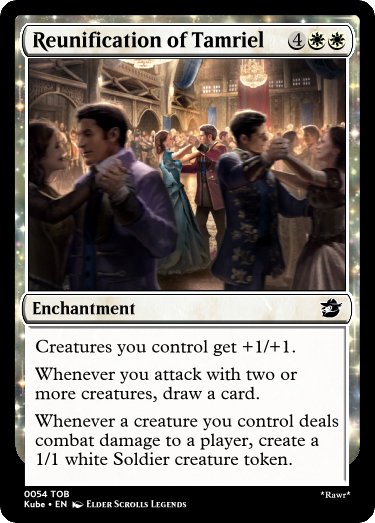 Reunification of Tamriel 4
Enchantment
Creatures you control get +1/+1.
Whenever you attack with two or
more creatures, draw a card.
Whenever a creature you control deals
combat damage to a player, create a
1/1 white Soldier creature token.
0054 TOB
Kube • EN Elder Scrolls Legends
*Rawr*